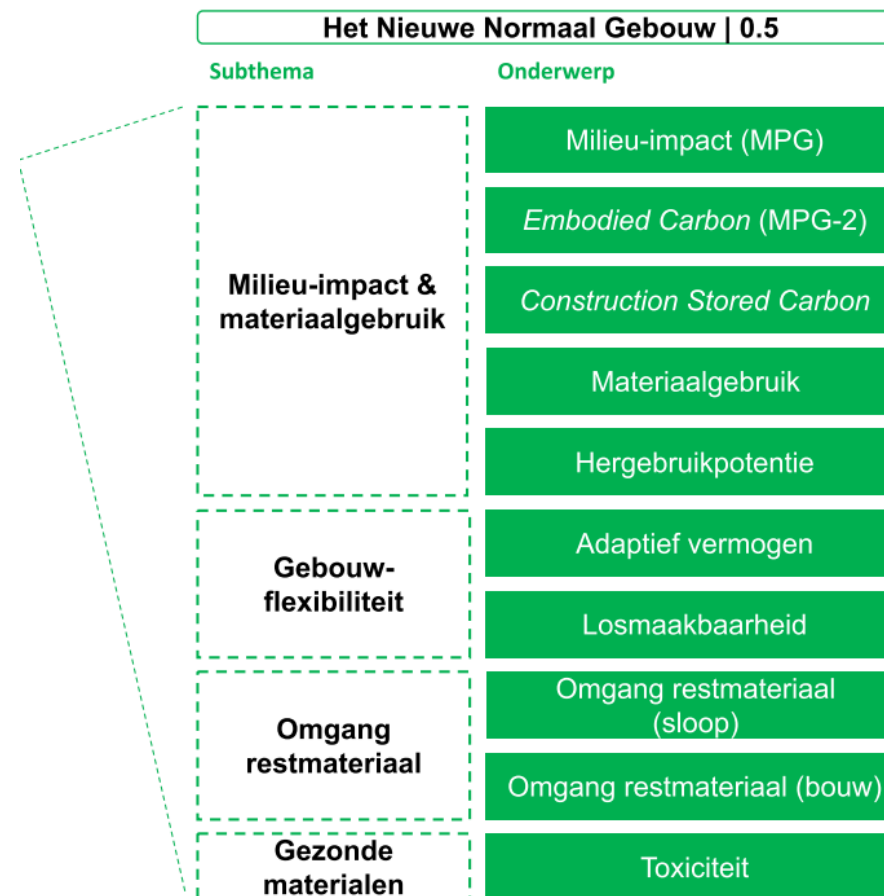 Het Nieuwe Normaal Gebouw | 0.5
Subthema
Onderwerp
Milieu-impact &
materiaalgebruik
Milieu-impact (MPG)
Embodied Carbon (MPG-2)
Construction Stored Carbon
Materiaalgebruik
Hergebruikpotentie
Gebouw-
flexibiliteit
Adaptief vermogen
Losmaakbaarheid
Omgang
restmateriaal
Omgang restmateriaal
(sloop)
Omgang restmateriaal (bouw)
Gezonde
materialen
Toxiciteit